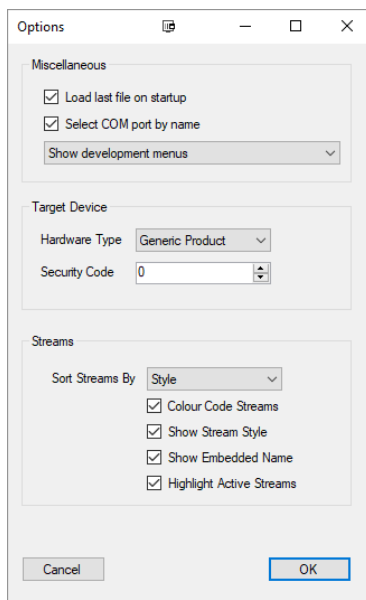 Options
Miscellaneous
Load last file on startup
Select COM port by name
Show development menus
Target Device
Hardware Type Generic Product
Security Code 0
Streams
Sort Streams By Style
Colour Code Streams
Show Stream Style
Show Embedded Name
Highlight Active Streams
Cancel OK